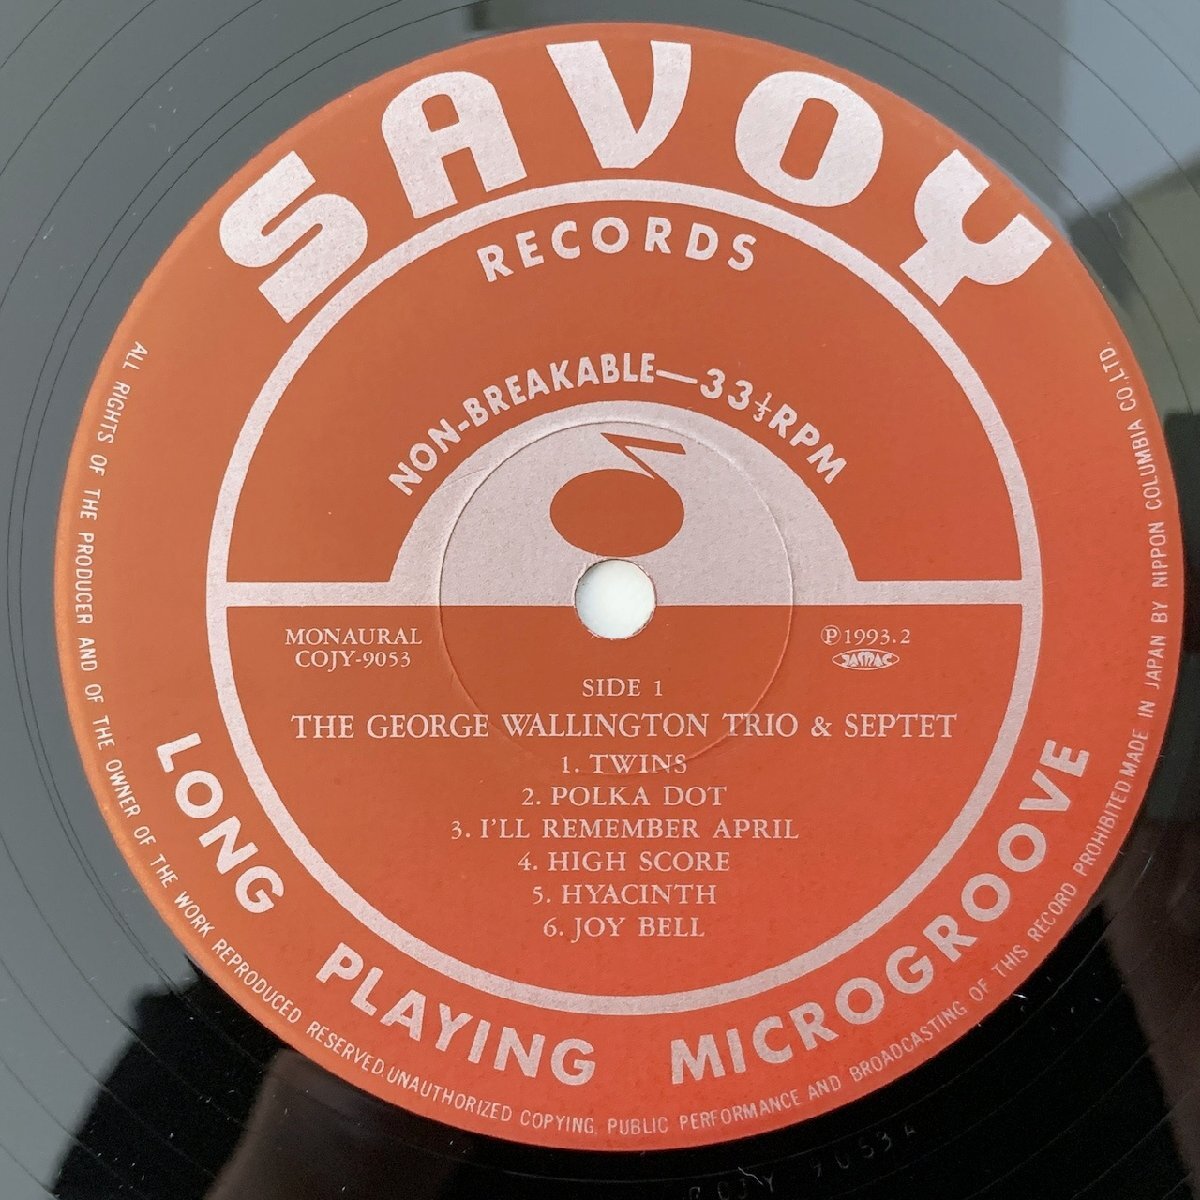 SAVOY
RECORDS
NON-BREAKABLE—33⅓RPM
MONAURAL
COJY-9053
Ⓟ1993.2
JASRAC
SIDE 1
THE GEORGE WALLINGTON TRIO & SEPTET
1. TWINS
2. POLKA DOT
3. I'LL REMEMBER APRIL
4. HIGH SCORE
5. HYACINTH
6. JOY BELL
LONG PLAYING MICROGROOVE
ALL RIGHTS OF THE PRODUCER AND OF THE OWNER OF THE WORK REPRODUCED RESERVED. UNAUTHORIZED COPYING, PUBLIC PERFORMANCE AND BROADCASTING OF THIS RECORD PROHIBITED MADE IN JAPAN BY NIPPON COLUMBIA CO., LTD.